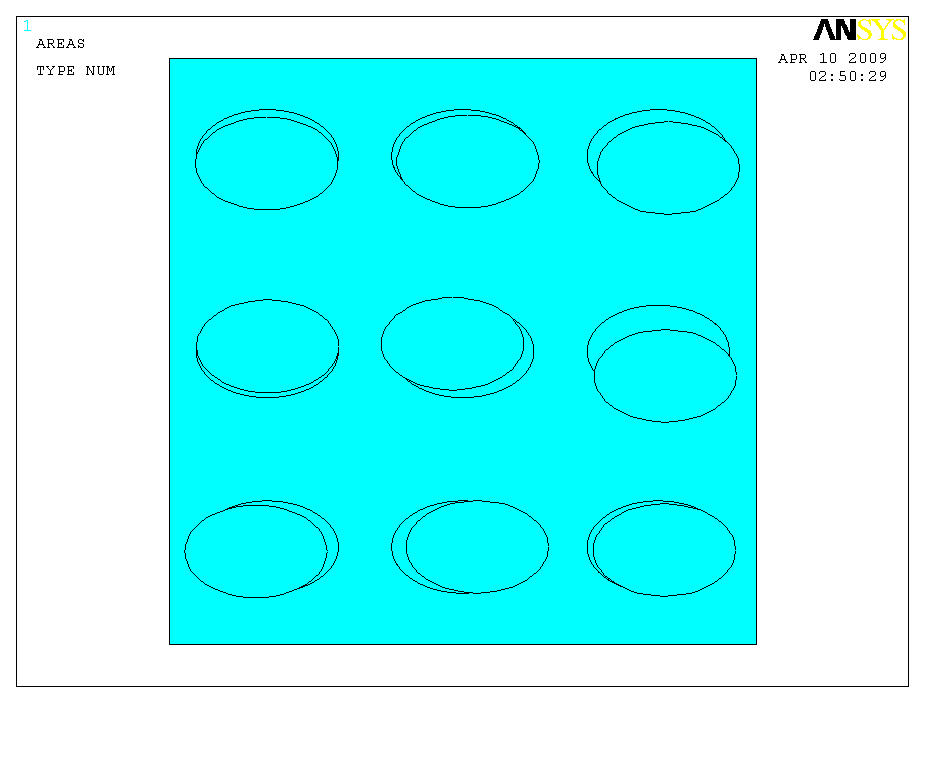 1
AREAS
TYPE NUM
ANSYS
APR 10 2009
02:50:29